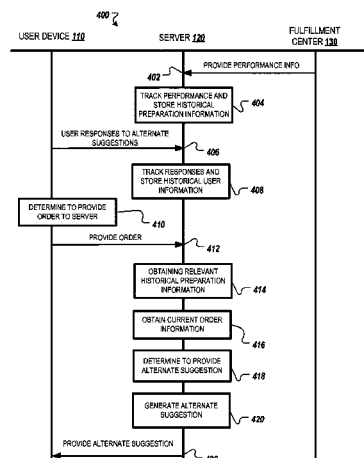 400
USER DEVICE 110
SERVER 120
FULFILLMENT
CENTER 130
PROVIDE PERFORMANCE INFO
402
TRACK PERFORMANCE AND
STORE HISTORICAL
PREPARATION INFORMATION
404
USER RESPONSES TO ALTERNATE
SUGGESTIONS
406
TRACK RESPONSES AND
STORE HISTORICAL USER
INFORMATION
408
DETERMINE TO PROVIDE
ORDER TO SERVER
410
PROVIDE ORDER
412
OBTAINING RELEVANT
HISTORICAL PREPARATION
INFORMATION
414
OBTAIN CURRENT ORDER
INFORMATION
416
DETERMINE TO PROVIDE
ALTERNATE SUGGESTION
418
GENERATE ALTERNATE
SUGGESTION
420
PROVIDE ALTERNATE SUGGESTION